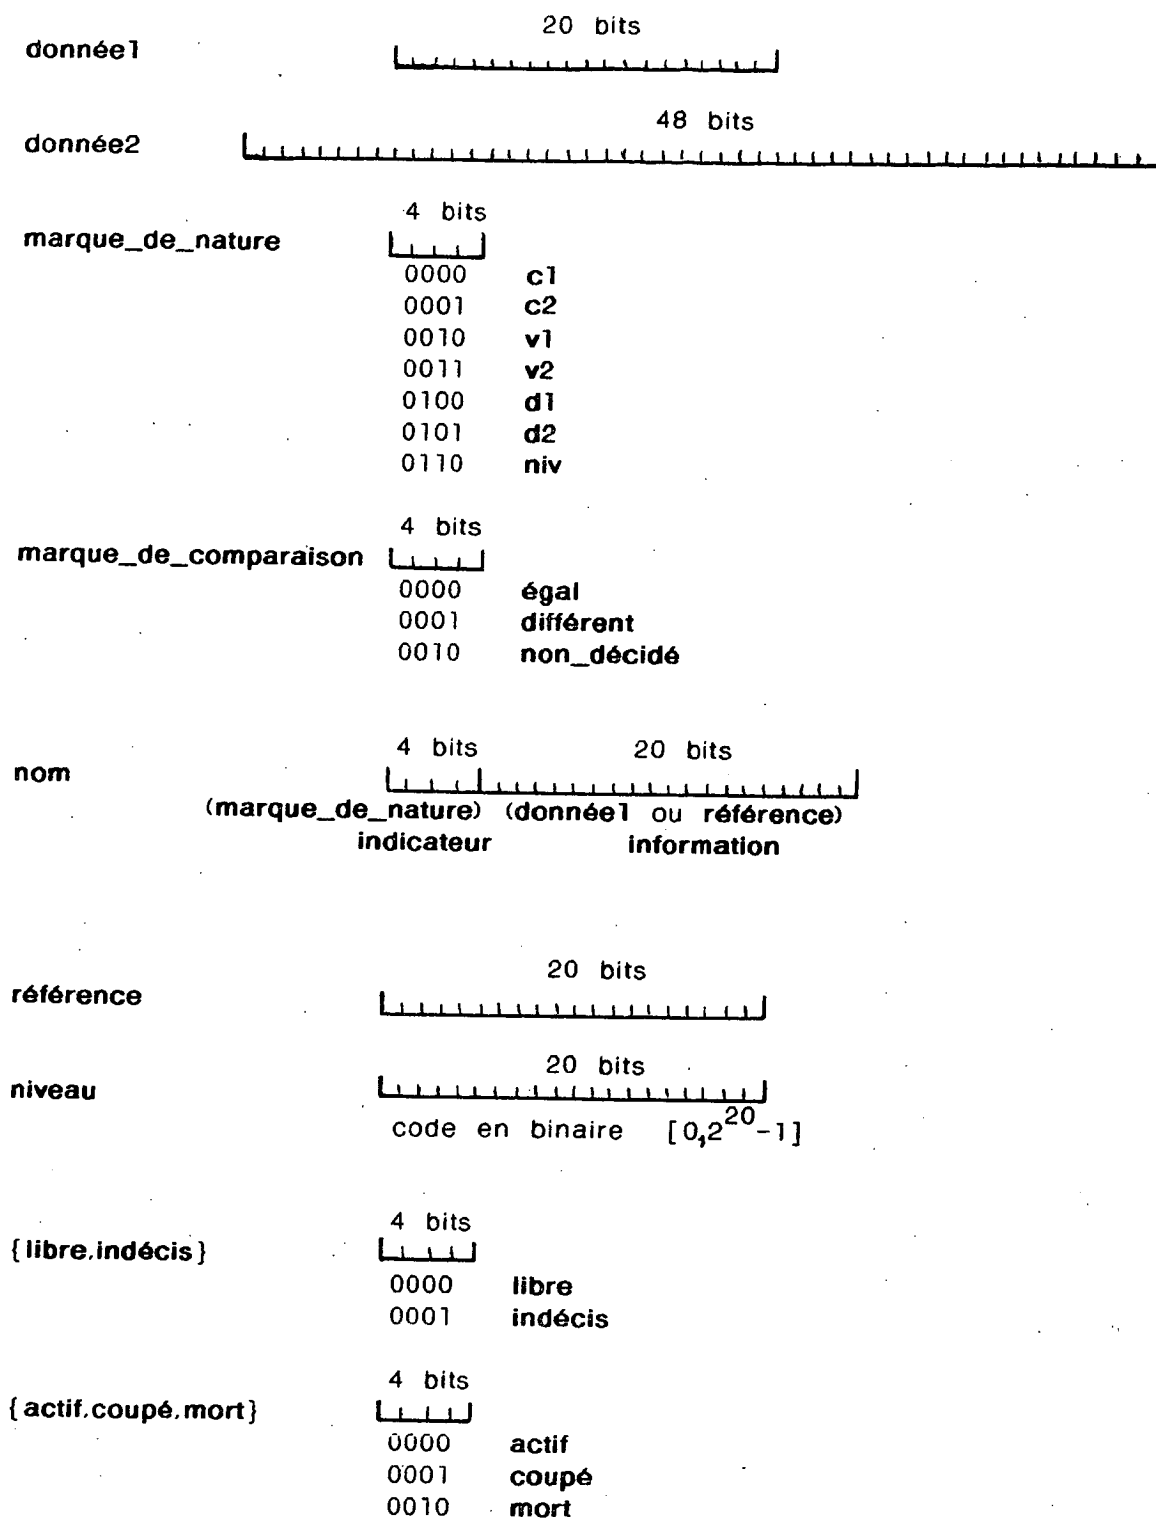 20 bits
donnée1
48 bits
donnée2
4 bits
marque_de_nature
0000 c1
0001 c2
0010 v1
0011 v2
0100 d1
0101 d2
0110 niv
4 bits
marque_de_comparaison
0000 égal
0001 différent
0010 non_décidé
4 bits 20 bits
nom
(marque_de_nature) (donnée1 ou référence)
indicateur information
20 bits
référence
20 bits
niveau
code en binaire [0,2^20-1]
4 bits
{libre,indécis}
0000 libre
0001 indécis
4 bits
{actif,coupé,mort}
0000 actif
0001 coupé
0010 mort